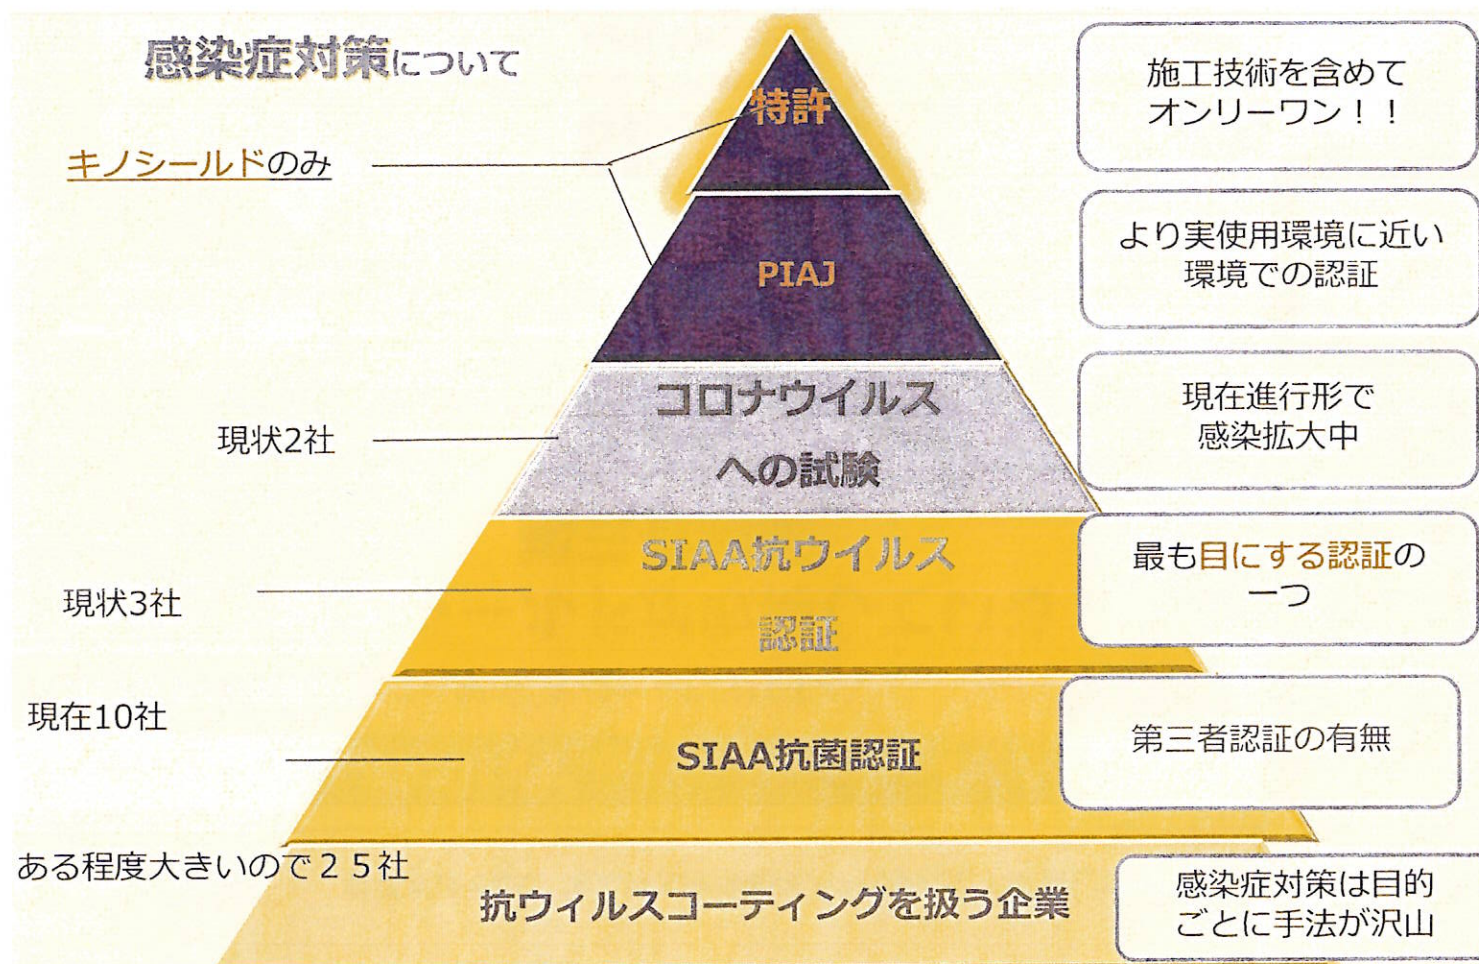 感染症対策について
特許
施工技術を含めて
オンリーワン！！
キノシールドのみ
PIAJ
より実使用環境に近い
環境での認証
コロナウイルス
への試験
現状2社
現在進行形で
感染拡大中
SIAA抗ウイルス
認証
現状3社
最も目にする認証の
一つ
現在10社
SIAA抗菌認証
第三者認証の有無
ある程度大きいので２５社
抗ウィルスコーティングを扱う企業
感染症対策は目的
ごとに手法が沢山